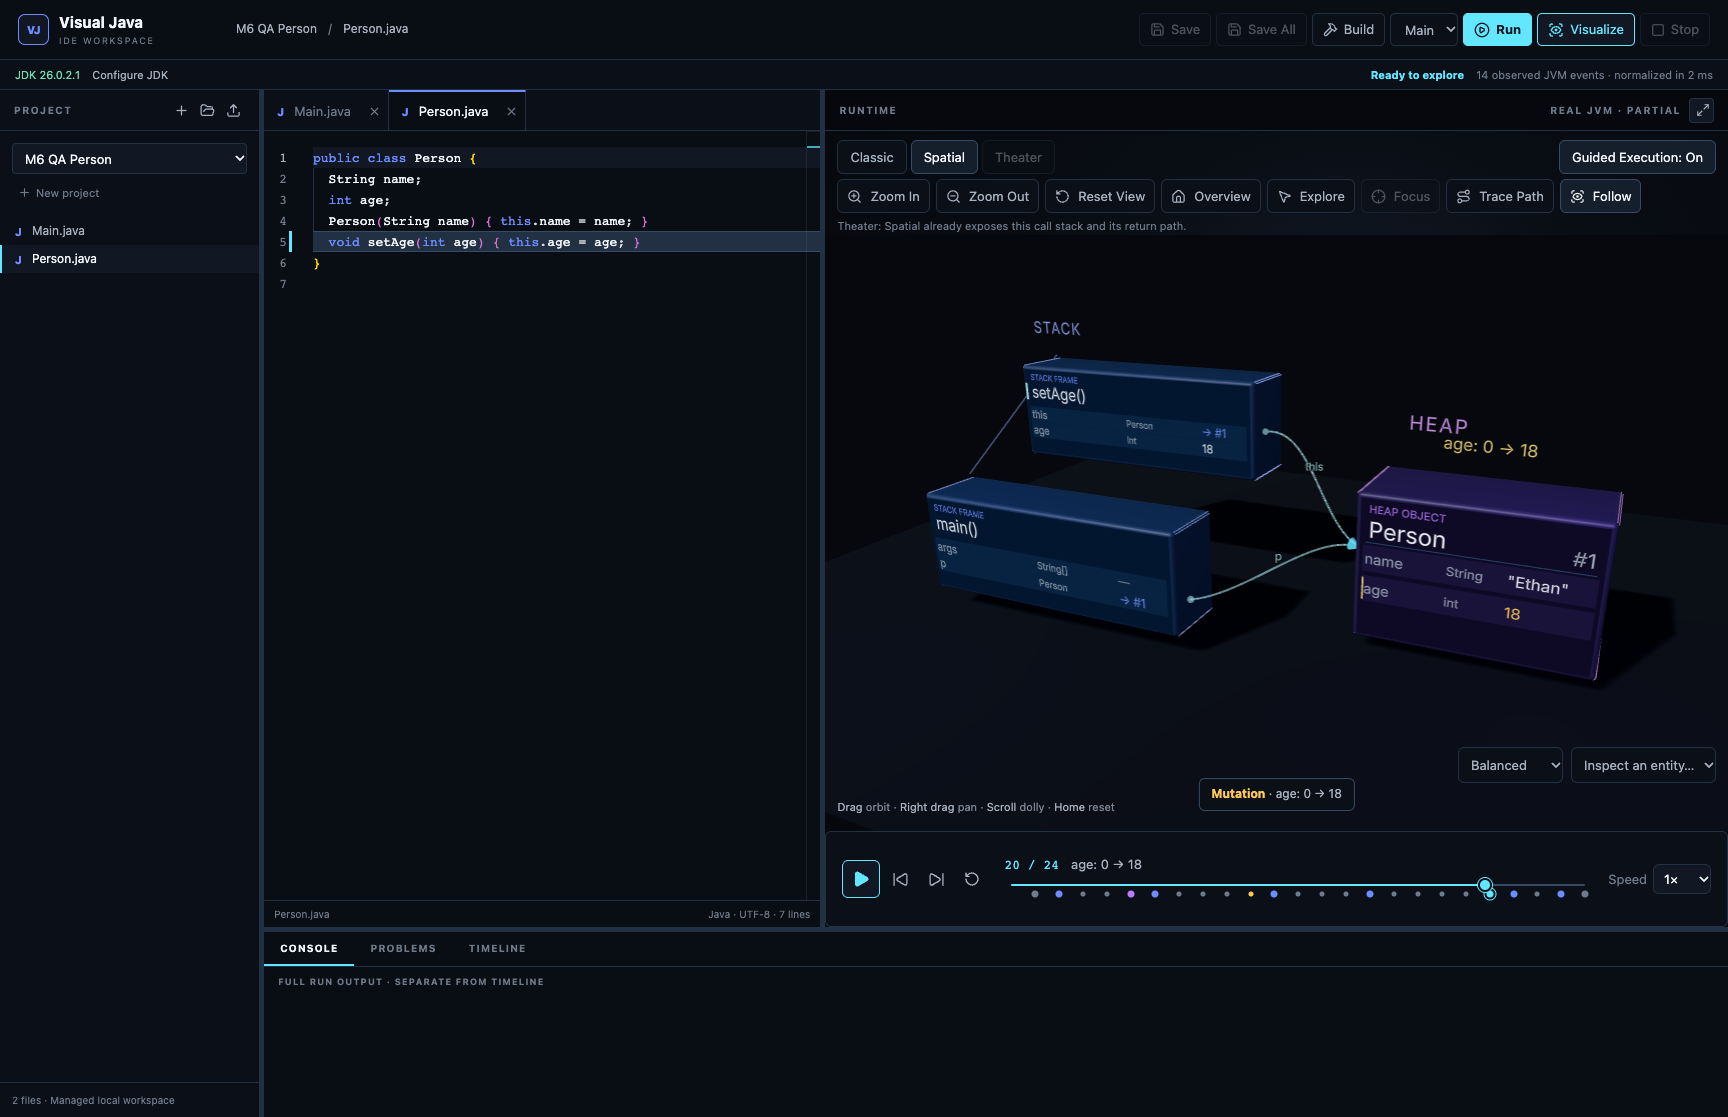 VJ
Visual Java
IDE WORKSPACE
M6 QA Person / Person.java
Save
Save All
Build
Main
Run
Visualize
Stop
JDK 26.0.2.1 Configure JDK
Ready to explore 14 observed JVM events · normalized in 2 ms
PROJECT
M6 QA Person
+ New project
J Main.java
J Person.java
J Main.java ×
J Person.java ×
1 public class Person {
2 String name;
3 int age;
4 Person(String name) { this.name = name; }
5 void setAge(int age) { this.age = age; }
6 }
7
Person.java
Java · UTF-8 · 7 lines
RUNTIME
REAL JVM · PARTIAL
Classic
Spatial
Theater
Guided Execution: On
Zoom In
Zoom Out
Reset View
Overview
Explore
Focus
Trace Path
Follow
Theater: Spatial already exposes this call stack and its return path.
STACK
STACK FRAME
setAge()
this Person → #1
age int 18
this
STACK FRAME
main()
args String[] —
p Person → #1
p
HEAP
age: 0 → 18
HEAP OBJECT
Person
#1
name String "Ethan"
age int 18
Balanced
Inspect an entity...
Drag orbit · Right drag pan · Scroll dolly · Home reset
Mutation · age: 0 → 18
20 / 24 age: 0 → 18
Speed
1×
CONSOLE
PROBLEMS
TIMELINE
FULL RUN OUTPUT · SEPARATE FROM TIMELINE
2 files · Managed local workspace